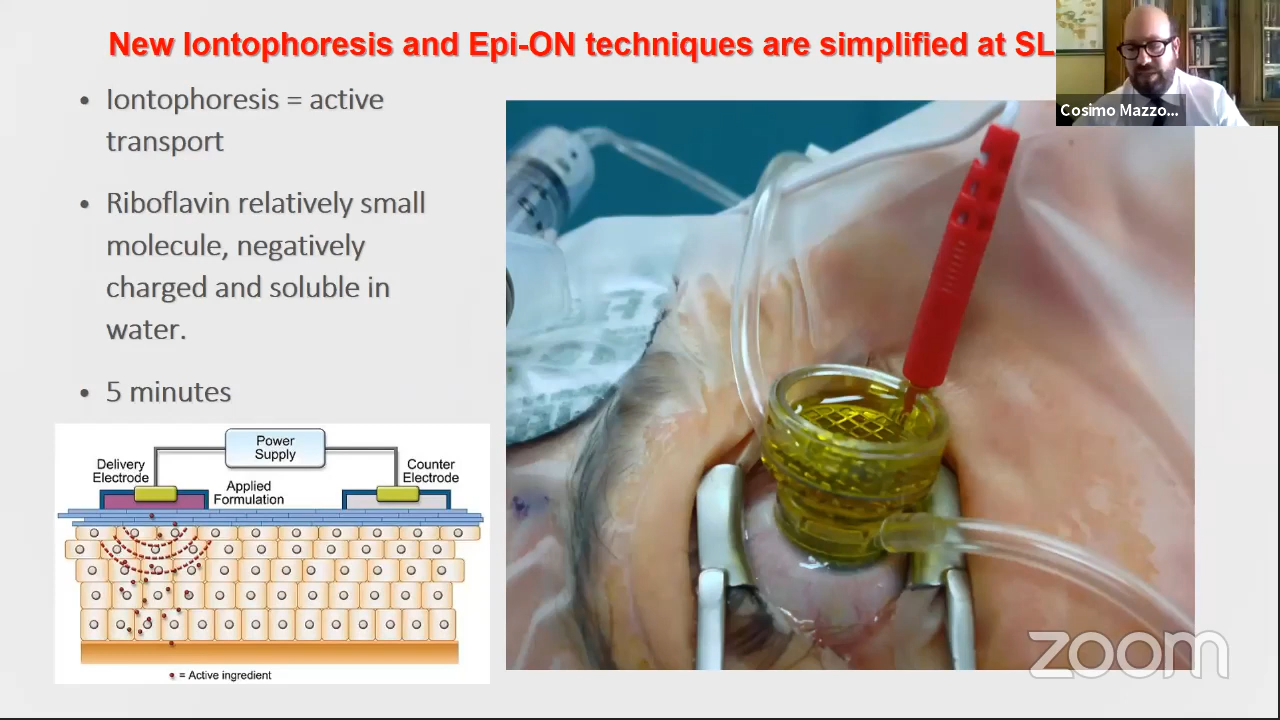 New Iontophoresis and Epi-ON techniques are simplified at SL
Cosimo Mazzo...
• Iontophoresis = active
transport
• Riboflavin relatively small
molecule, negatively
charged and soluble in
water.
• 5 minutes
Power
Supply
Delivery
Electrode
Counter
Electrode
Applied
Formulation
= Active ingredient
zoom